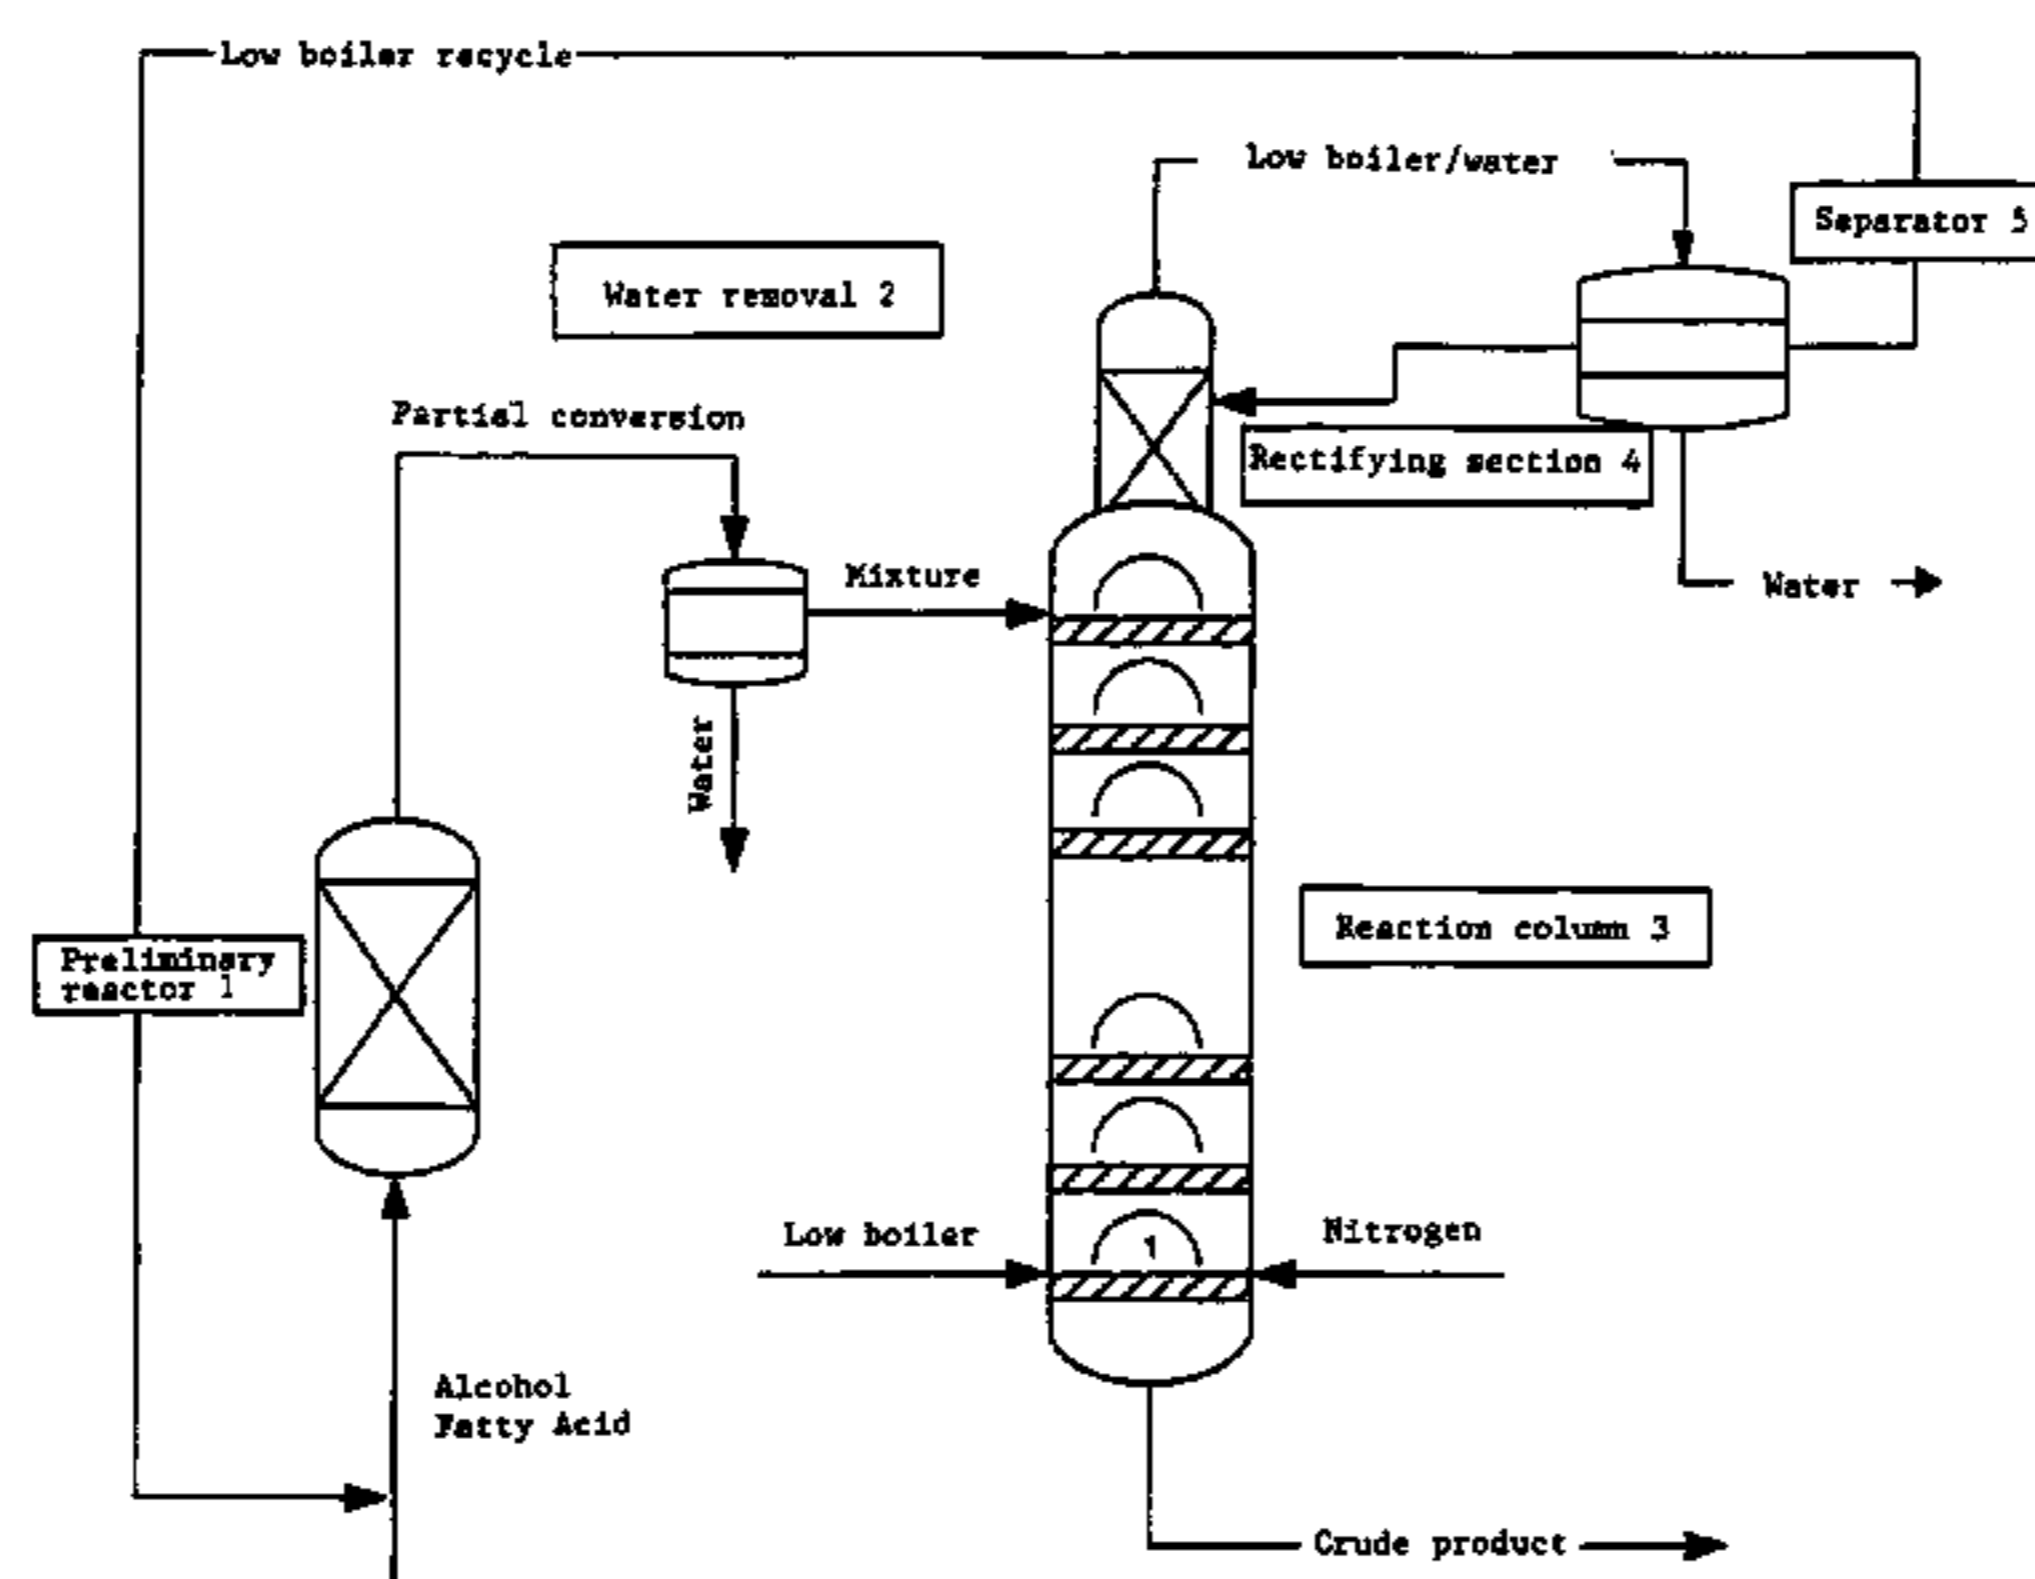 Low boiler recycle
Low boiler/water
Separator 5
Water removal 2
Partial conversion
Rectifying section 4
Mixture
Water
Water
Reaction column 3
Preliminary
reactor 1
Low boiler
1
Nitrogen
Alcohol
Fatty Acid
Crude product